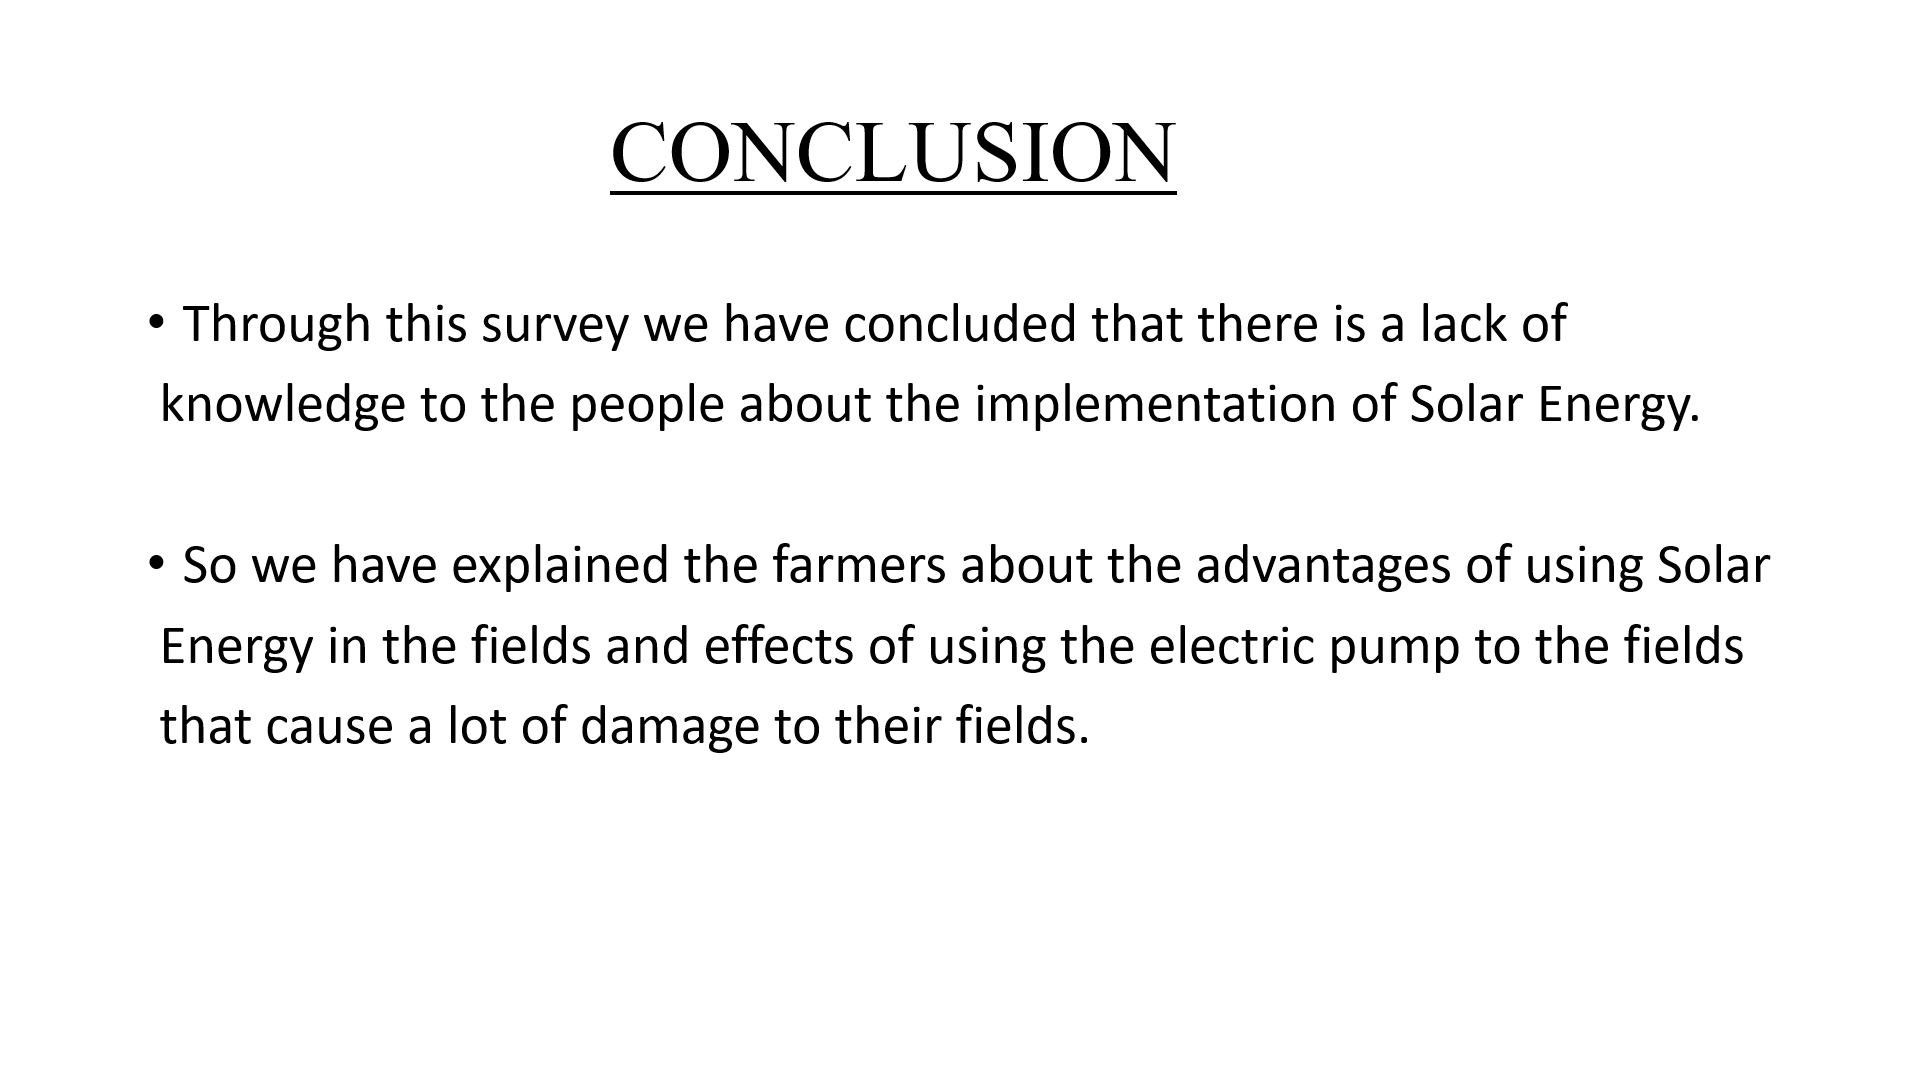 CONCLUSION
• Through this survey we have concluded that there is a lack of
knowledge to the people about the implementation of Solar Energy.
• So we have explained the farmers about the advantages of using Solar
Energy in the fields and effects of using the electric pump to the fields
that cause a lot of damage to their fields.